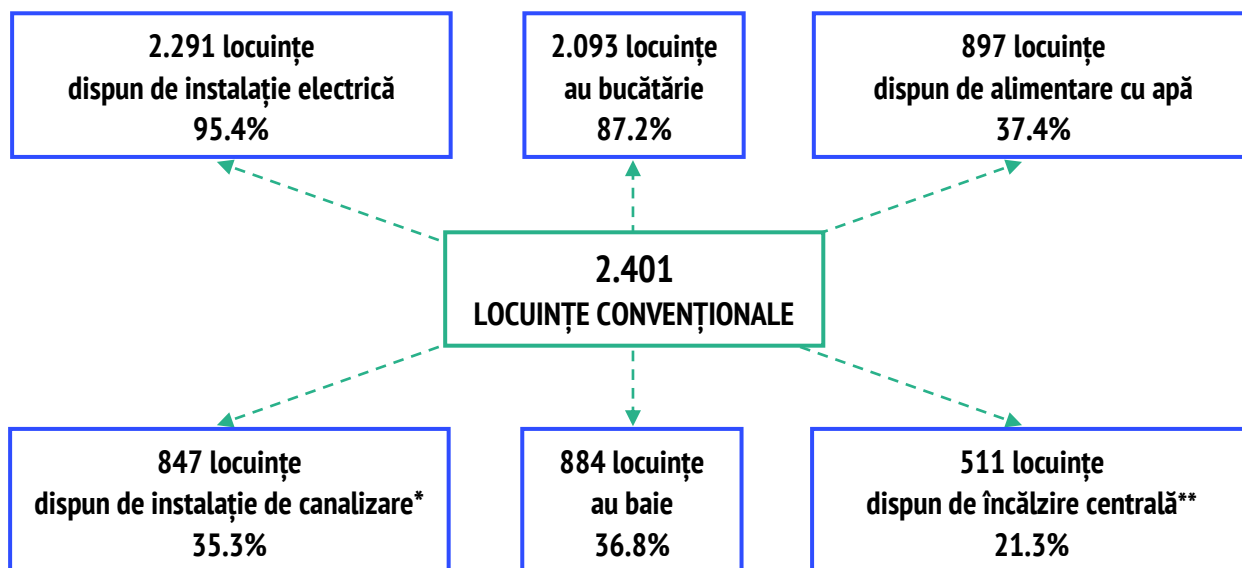 2.291 locuințe
dispun de instalație electrică
95.4%
2.093 locuințe
au bucătărie
87.2%
897 locuințe
dispun de alimentare cu apă
37.4%
2.401
LOCUINȚE CONVENȚIONALE
847 locuințe
dispun de instalație de canalizare*
35.3%
884 locuințe
au baie
36.8%
511 locuințe
dispun de încălzire centrală**
21.3%